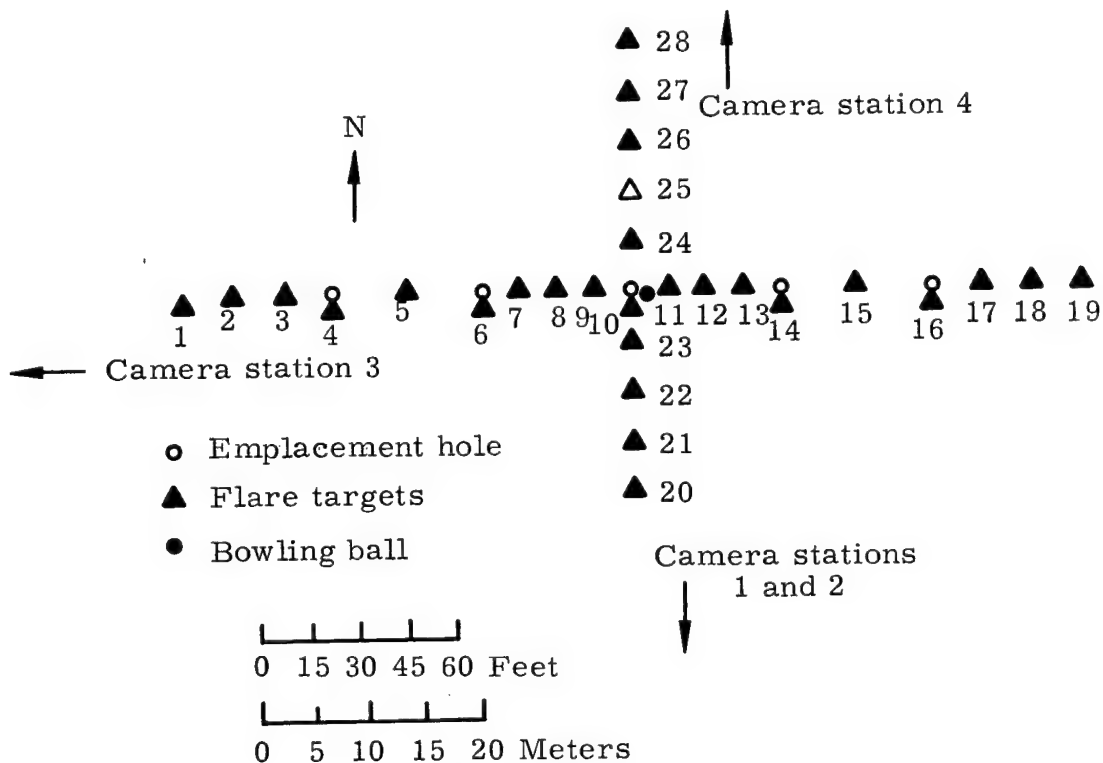 28
27
Camera station 4
N
26
25
24
1 2 3 4 5 6 7 8 9 10 11 12 13 14 15 16 17 18 19
Camera station 3
23
22
21
20
Emplacement hole
Flare targets
Bowling ball
Camera stations
1 and 2
0 15 30 45 60 Feet
0 5 10 15 20 Meters